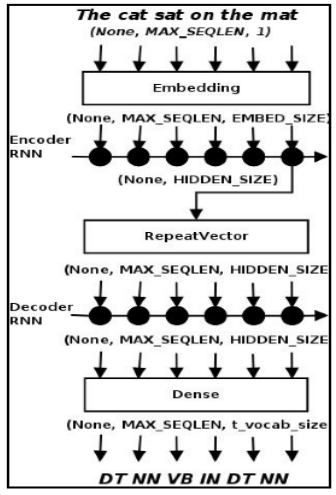 The cat sat on the mat
(None, MAX_SEQLEN, 1)
Embedding
(None, MAX_SEQLEN, EMBED_SIZE)
Encoder
RNN
(None, HIDDEN_SIZE)
RepeatVector
(None, MAX_SEQLEN, HIDDEN_SIZE
Decoder
RNN
(None, MAX_SEQLEN, HIDDEN_SIZE
Dense
(None, MAX_SEQLEN, t_vocab_size
DT NN VB IN DT NN